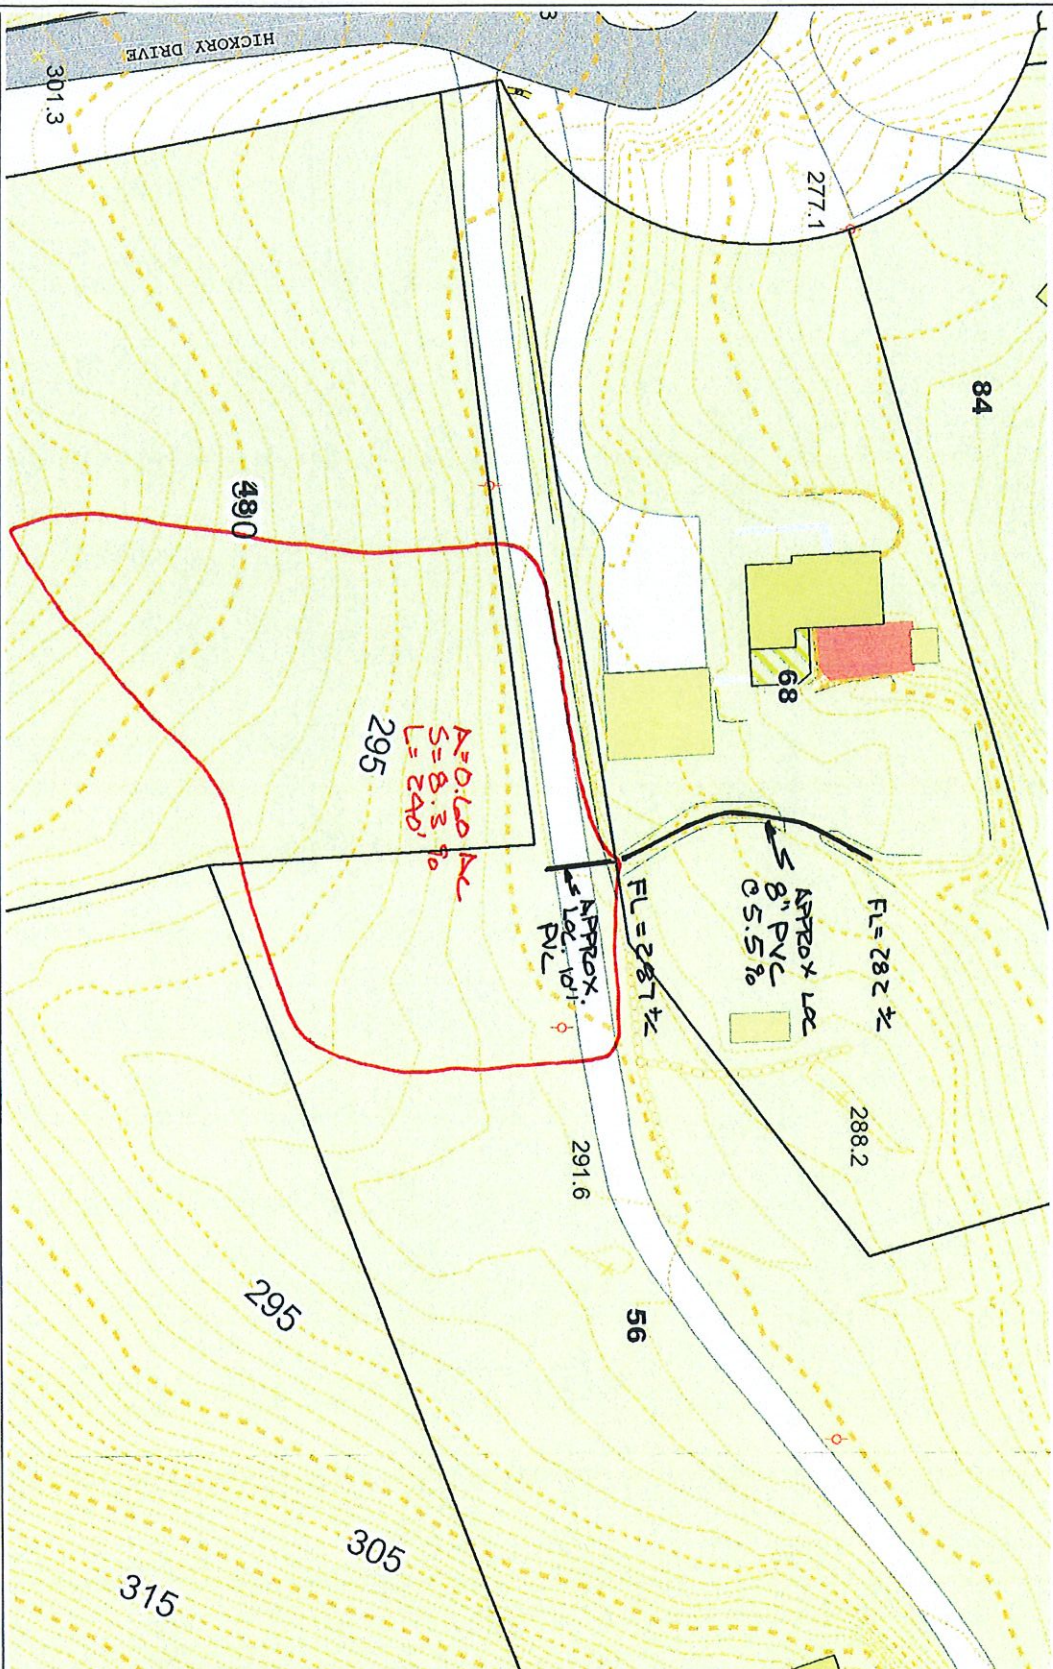 HICKORY DRIVE
301.3
3
277.1
84
480
68
295
A=0.60 AC
S=8.3 %
L=240'
APPROX.
LOC. 10"
PVC
FL=287 ±
APPROX LOC
8" PVC
@ 5.5%
FL=282 ±
288.2
291.6
56
295
305
315